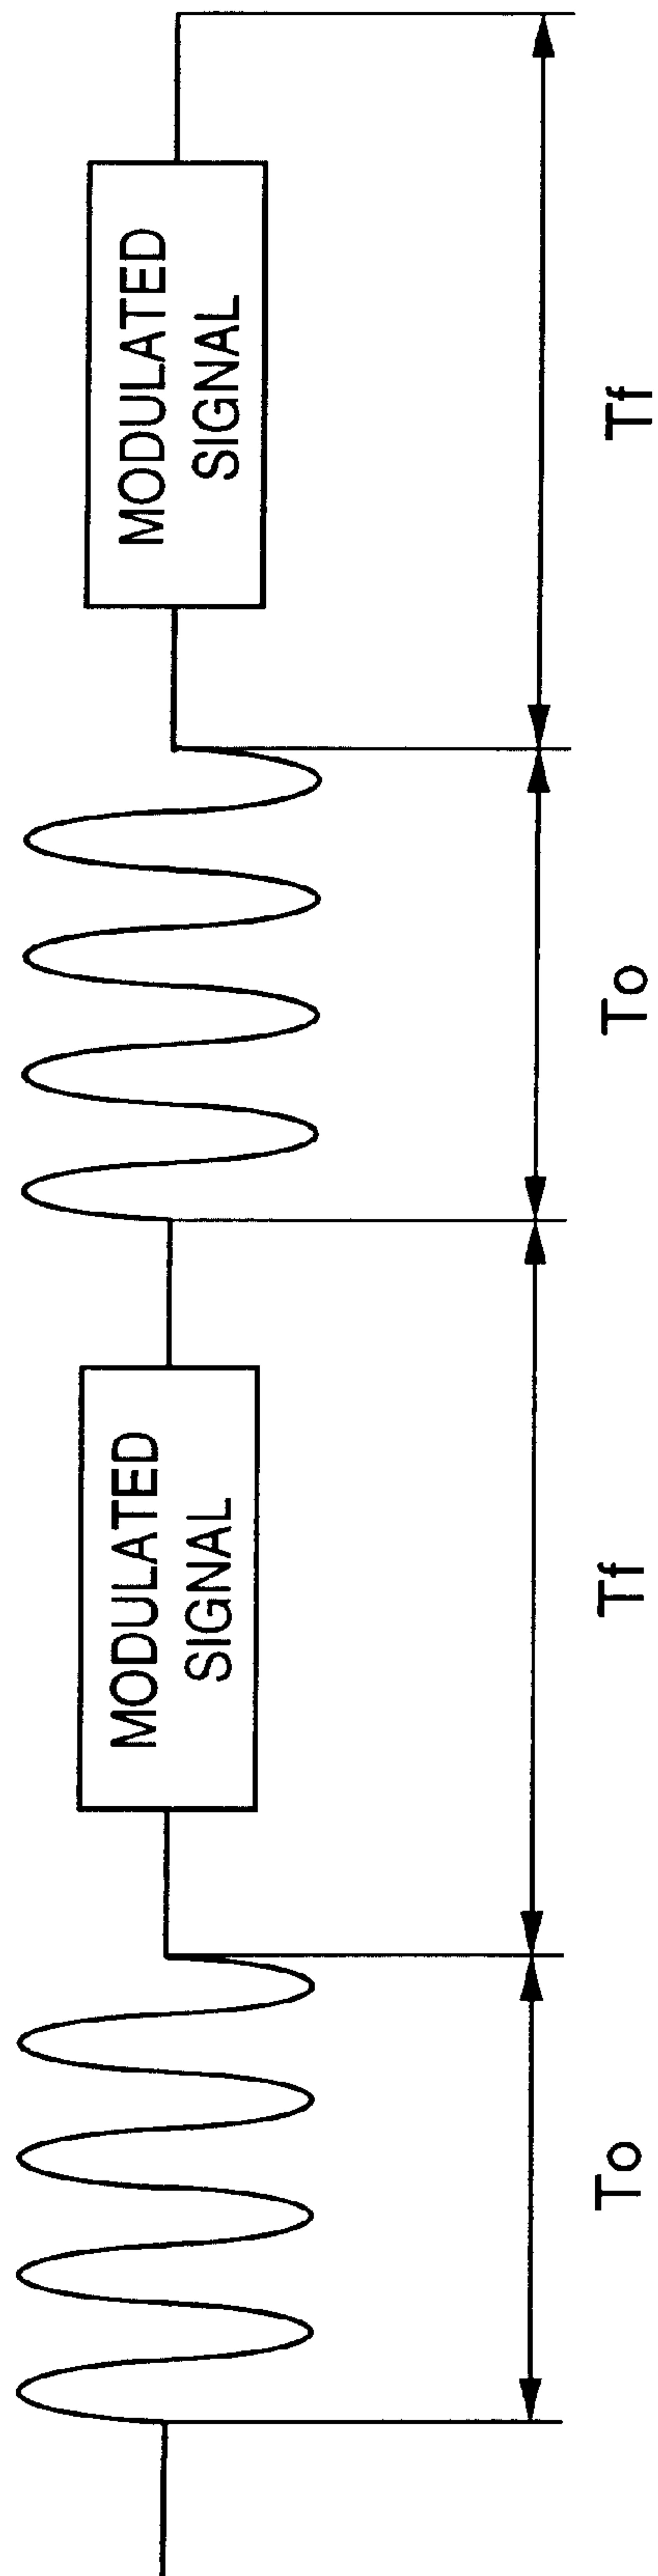 MODULATED
SIGNAL
MODULATED
SIGNAL
To
Tf
To
Tf